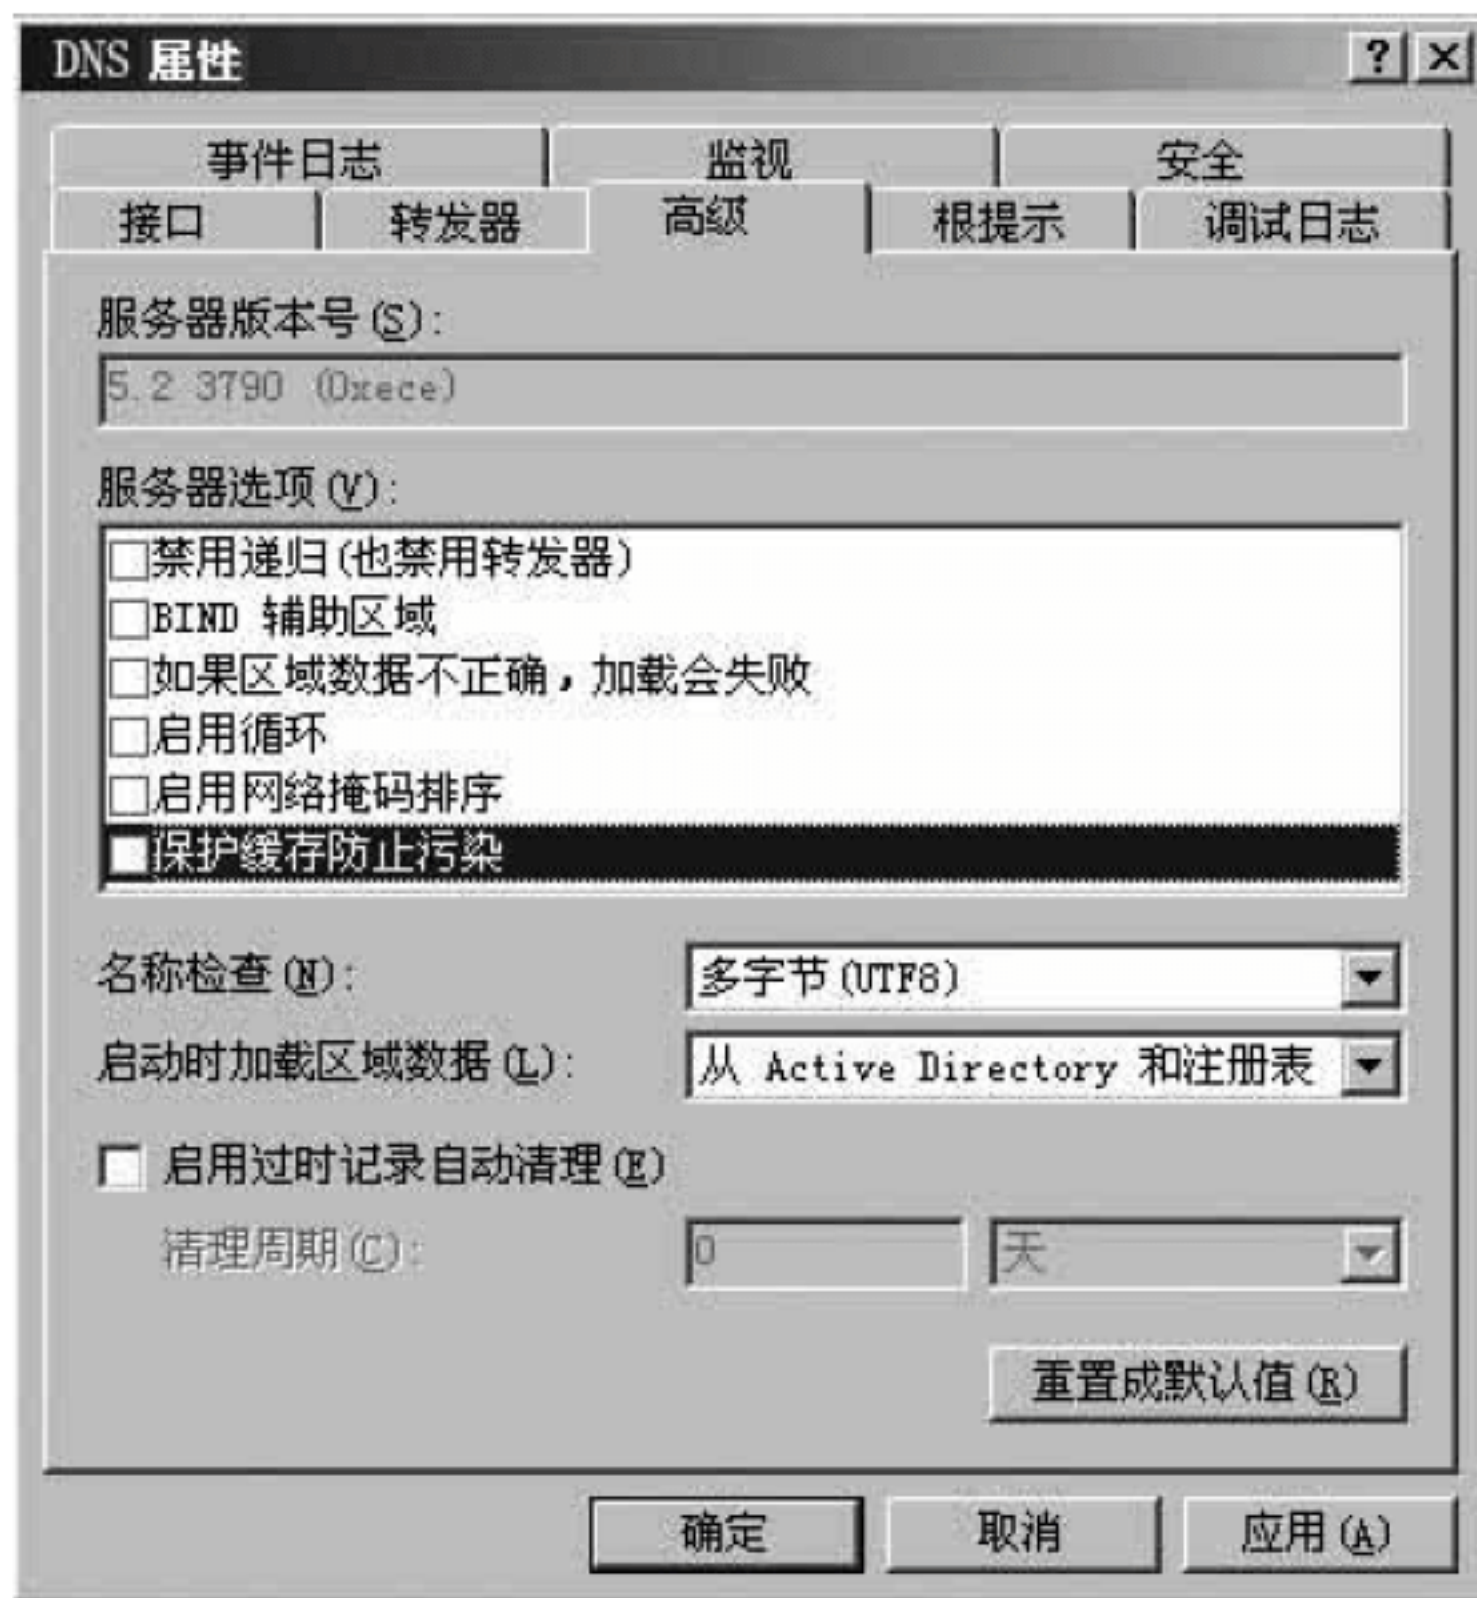 DNS 属性
事件日志 监视 安全
接口 转发器 高级 根提示 调试日志
服务器版本号(S):
5.2 3790 (0xece)
服务器选项(V):
禁用递归(也禁用转发器)
BIND 辅助区域
如果区域数据不正确，加载会失败
启用循环
启用网络掩码排序
保护缓存防止污染
名称检查(N): 多字节(UTF8)
启动时加载区域数据(L): 从 Active Directory 和注册表
启用过时记录自动清理(E)
清理周期(C): 0 天
重置成默认值(R)
确定 取消 应用(A)